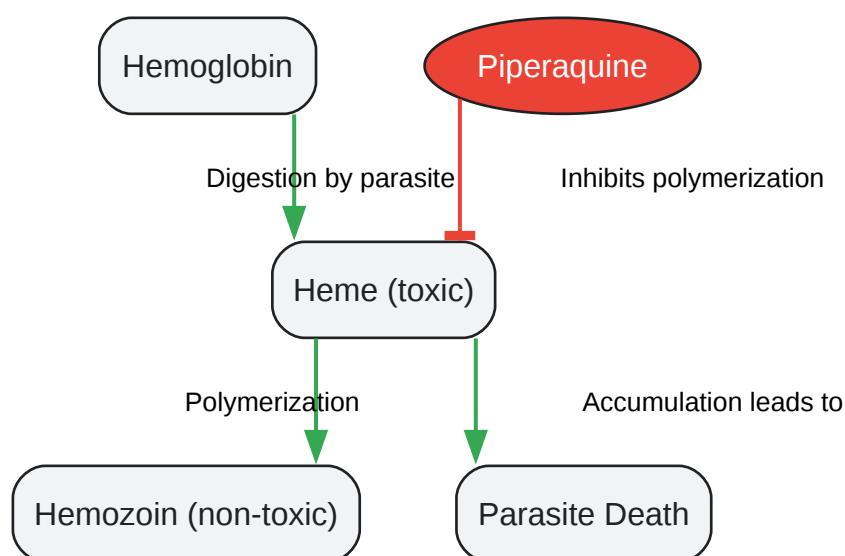 Hemoglobin
Piperaquine
Digestion by parasite
Inhibits polymerization
Heme (toxic)
Polymerization
Accumulation leads to
Hemozoin (non-toxic)
Parasite Death